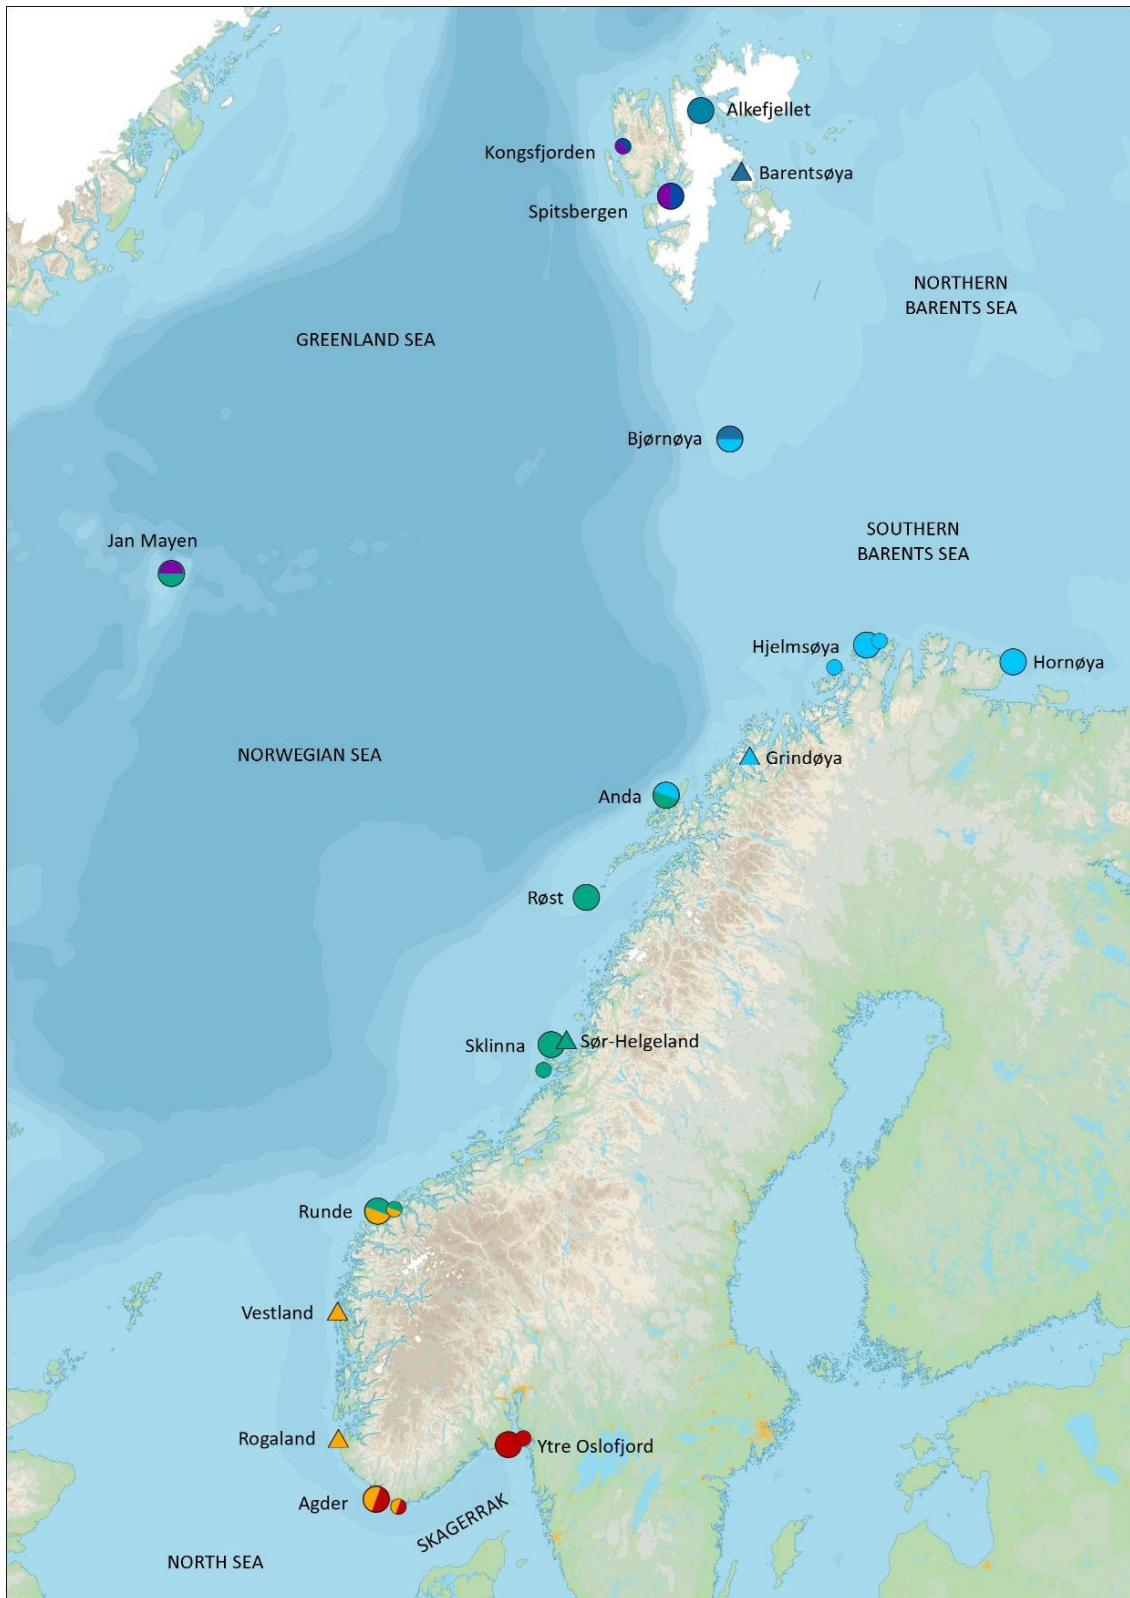 Alkefjellet
Kongsfjorden
Barentsøya
Spitsbergen
NORTHERN
BARENTS SEA
GREENLAND SEA
Bjørnøya
SOUTHERN
BARENTS SEA
Jan Mayen
Hjelmsøya
Hornøya
NORWEGIAN SEA
Grindøya
Anda
Røst
Sklinna
Sør-Helgeland
Runde
Vestland
Rogaland
Ytre Oslofjord
Agder
SKAGERRAK
NORTH SEA